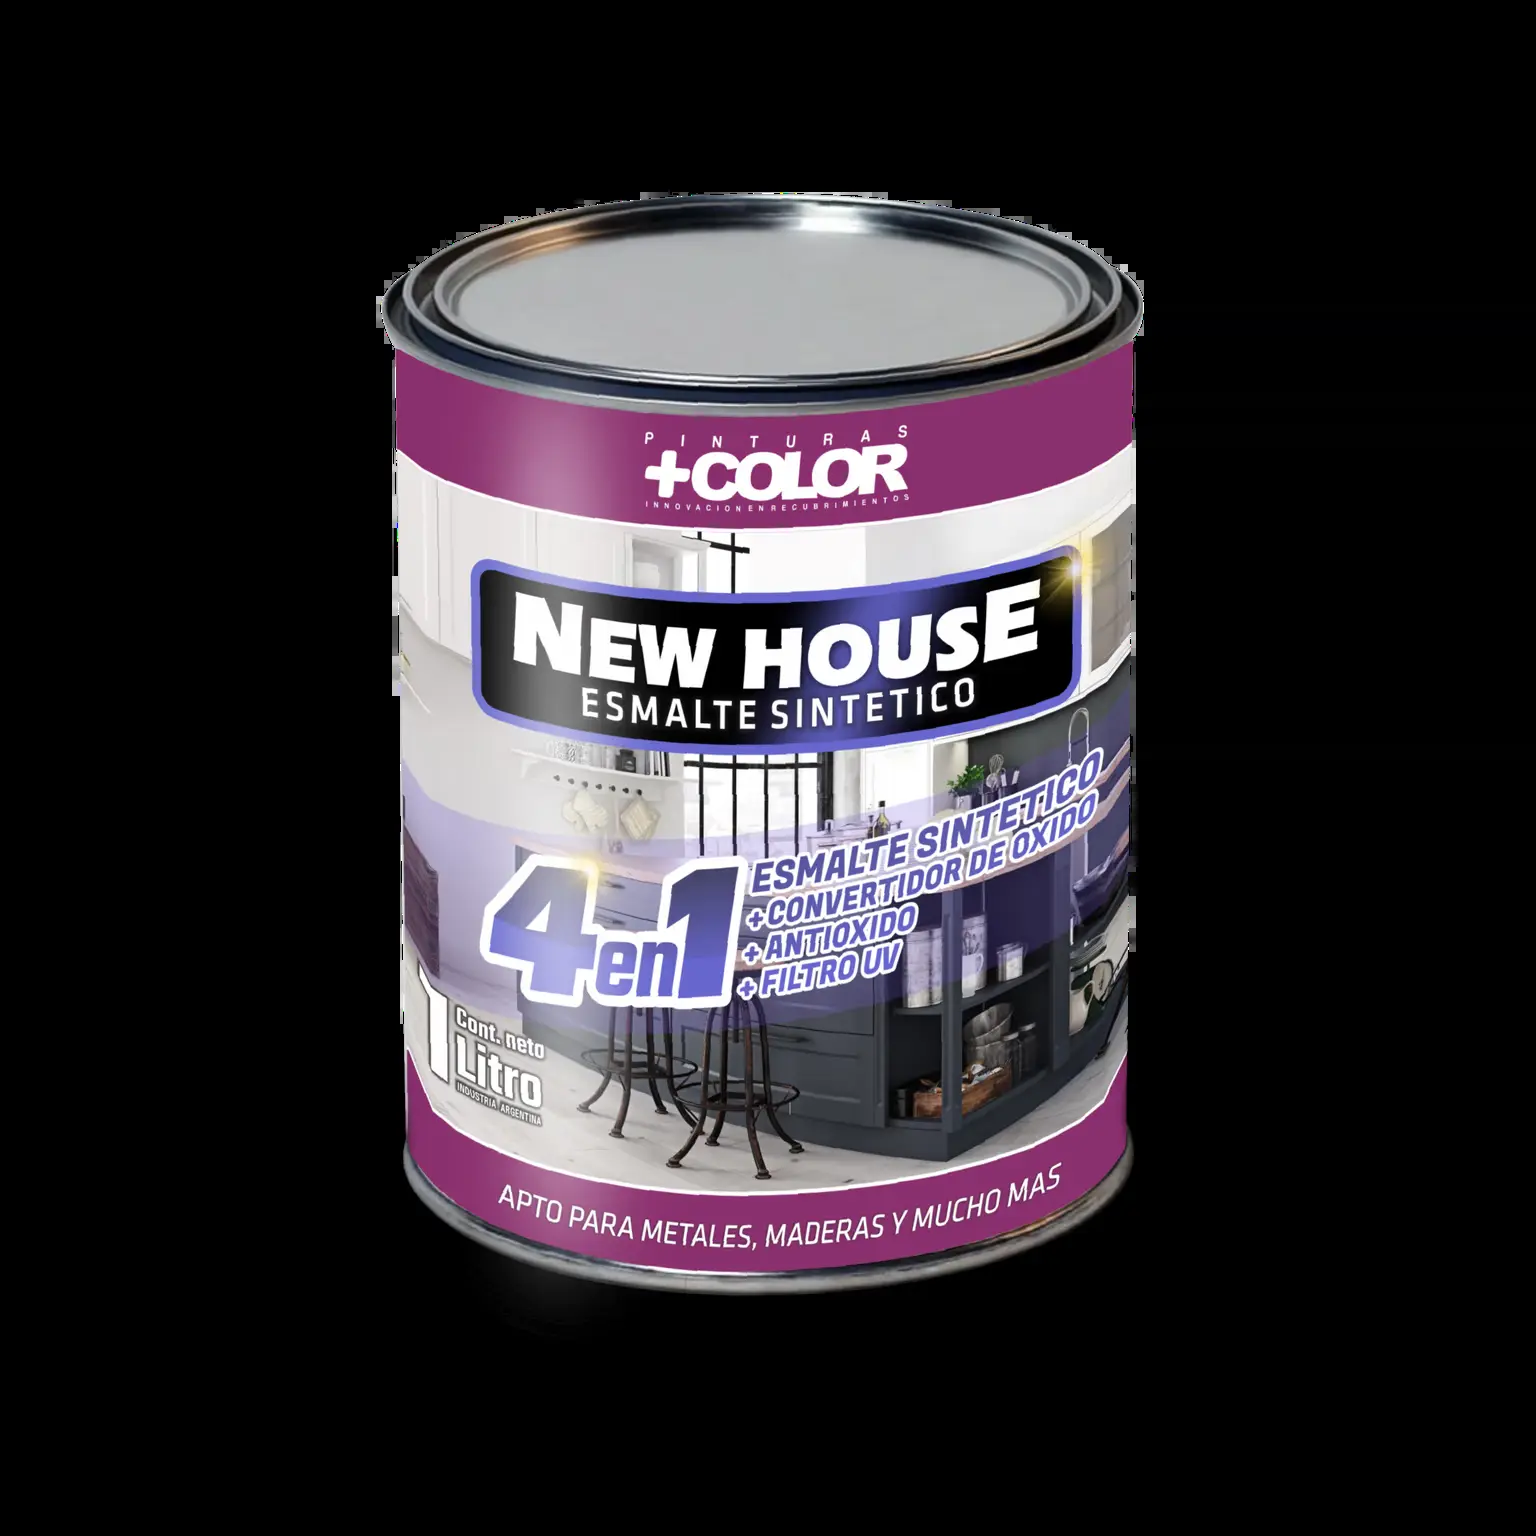 PINTURAS
+COLOR
INNOVACION EN RECUBRIMIENTOS
NEW HOUSE
ESMALTE SINTETICO
4en1
ESMALTE SINTETICO
+CONVERTIDOR DE OXIDO
+ANTIOXIDO
+FILTRO UV
1 Cont. neto
Litro
INDUSTRIA ARGENTINA
APTO PARA METALES, MADERAS Y MUCHO MAS